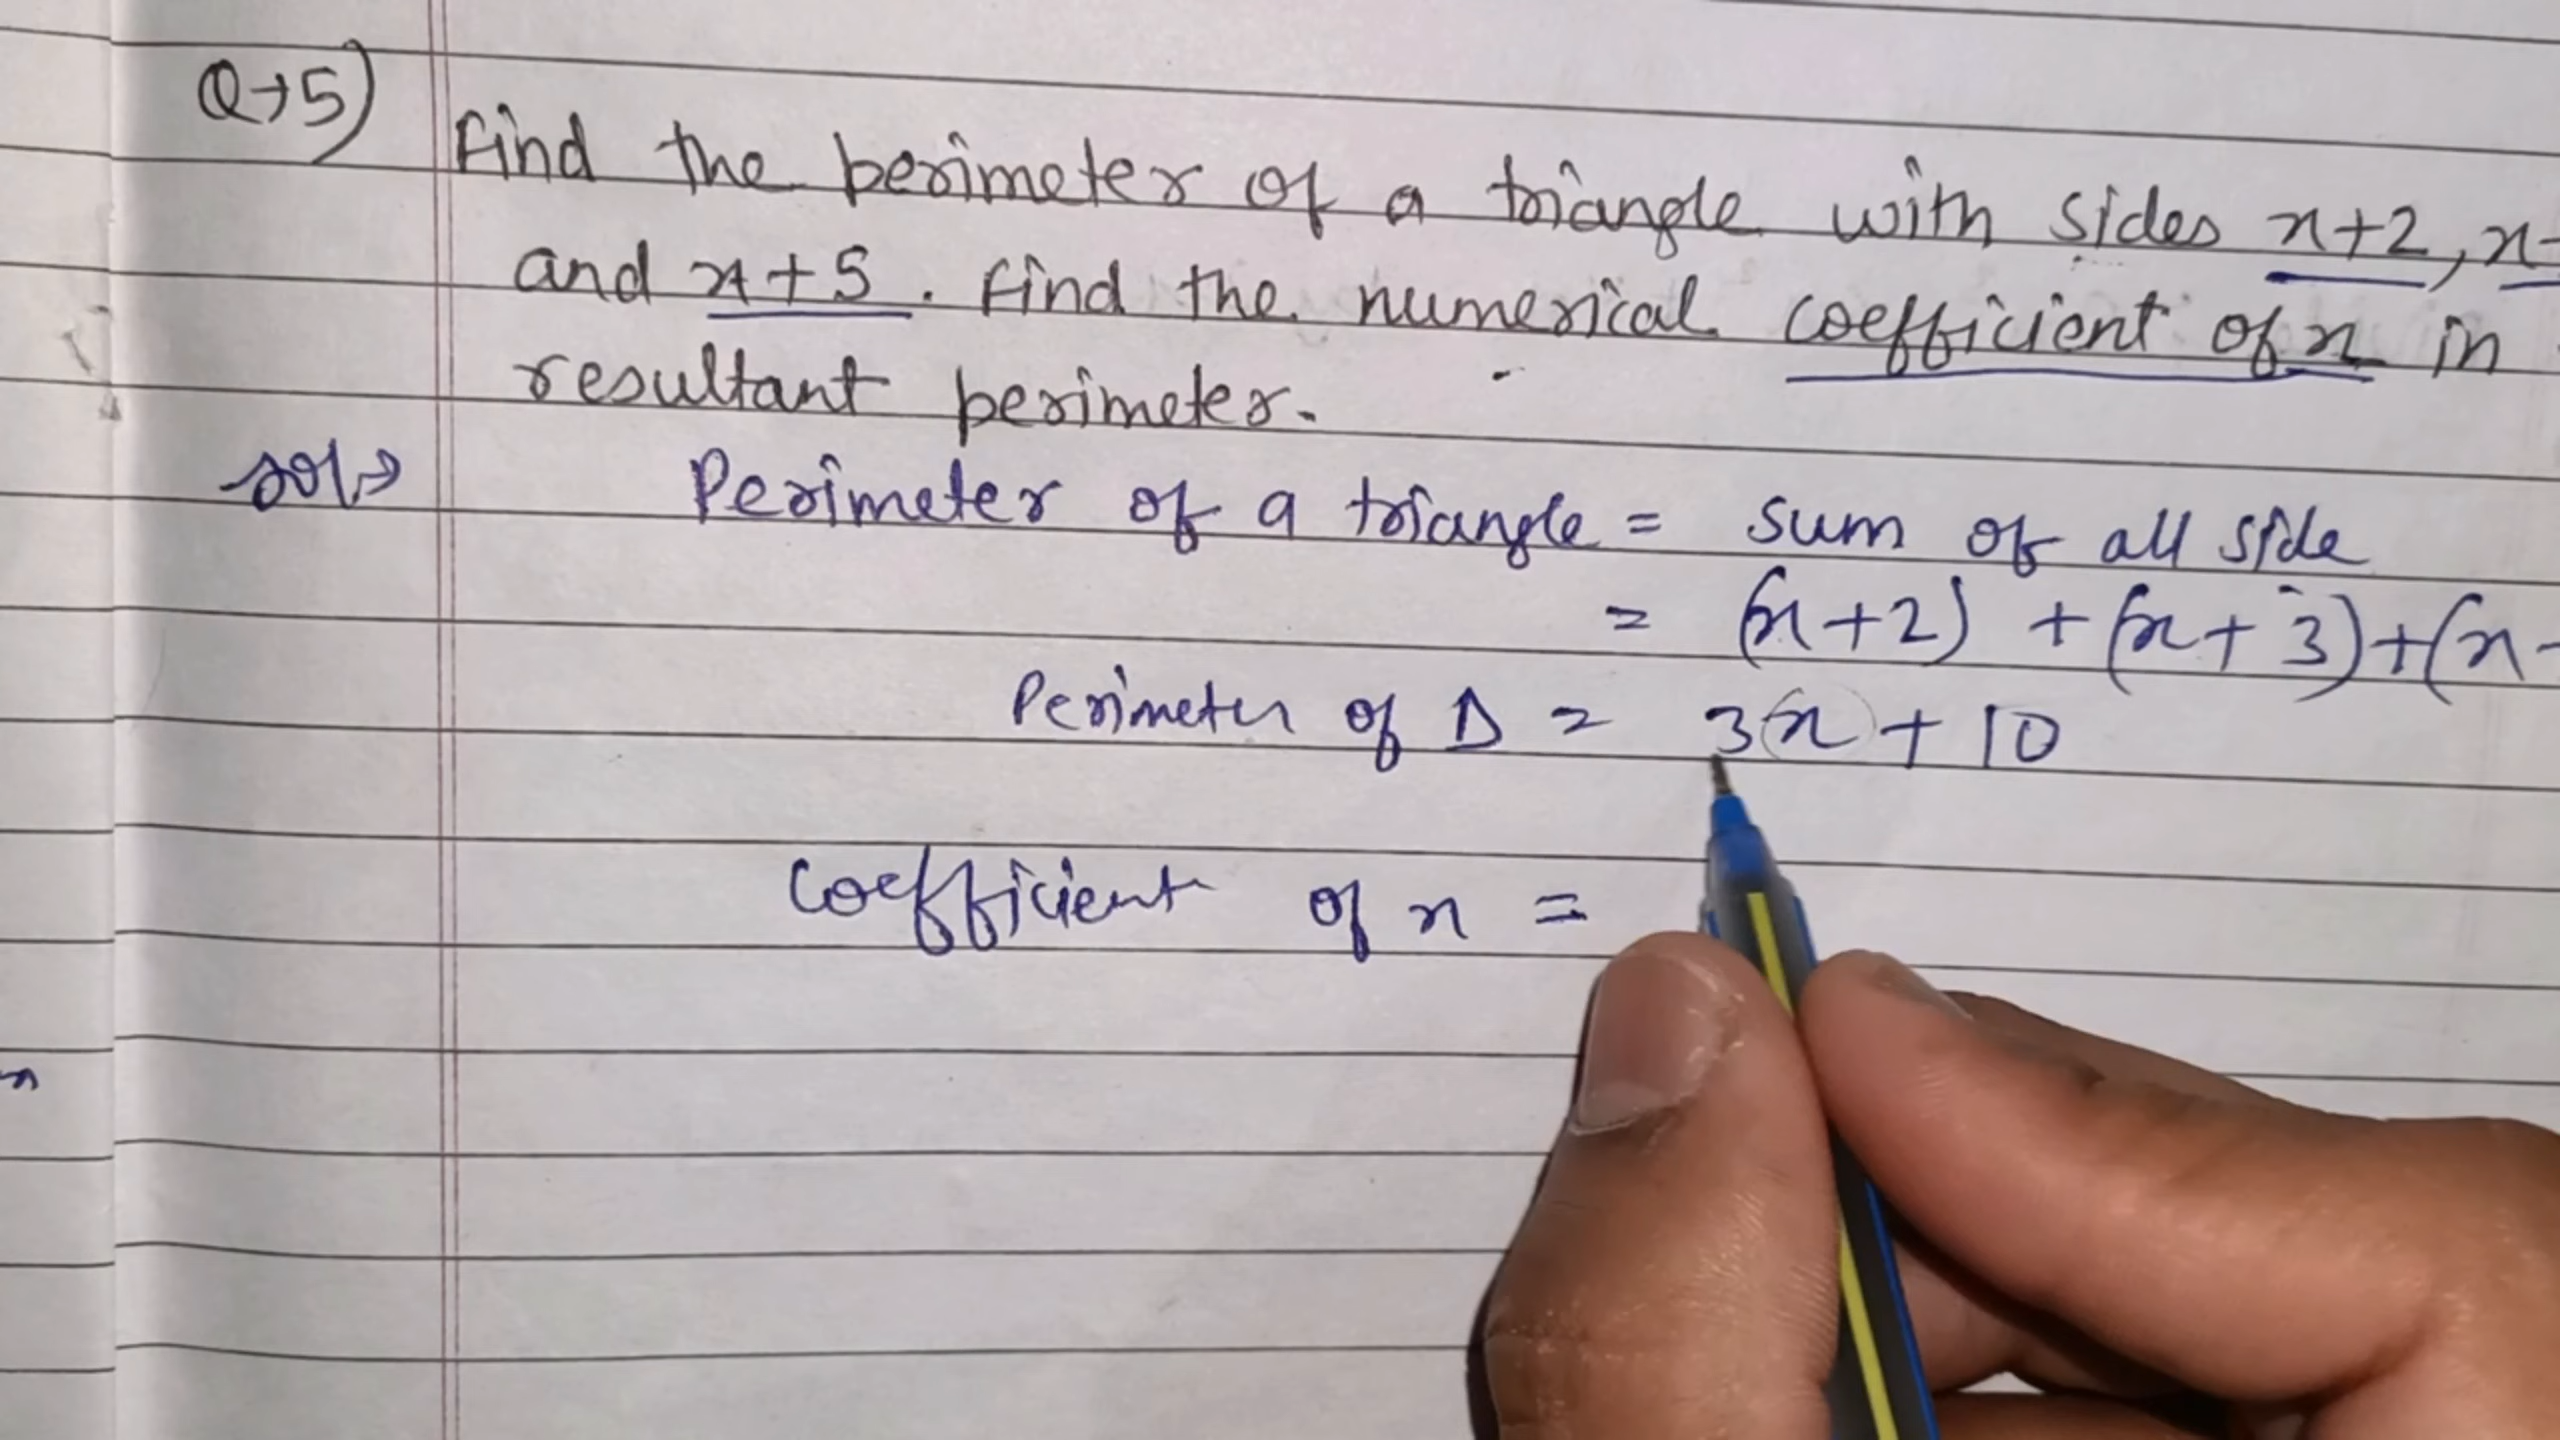 Q→5) Find the perimeter of a triangle with sides x+2, x
and x+5. Find the numerical coefficient of x in
resultant perimeter.
Sol→ Perimeter of a triangle = sum of all side
= (x+2) + (x+3)+(x
Perimeter of Δ = 3x + 10
Coefficient of x =